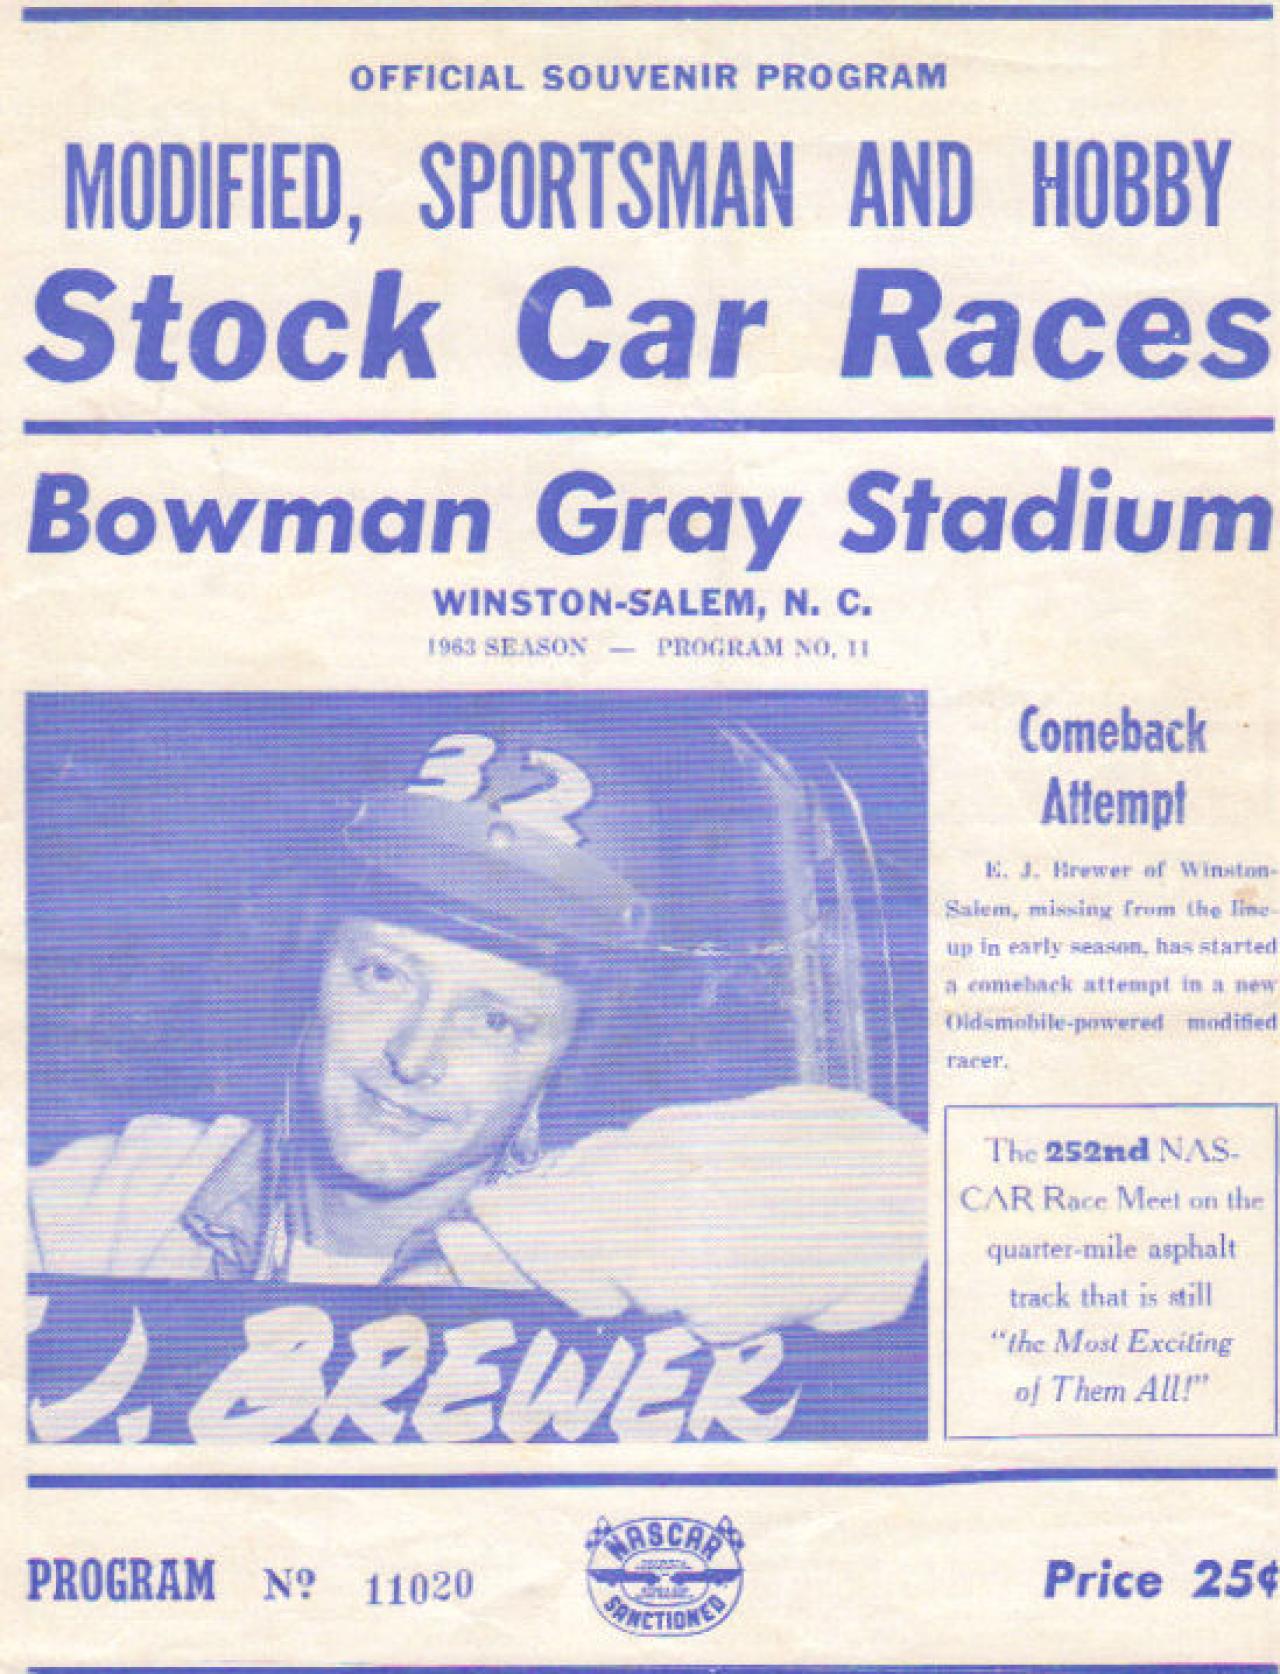 OFFICIAL SOUVENIR PROGRAM
MODIFIED, SPORTSMAN AND HOBBY
Stock Car Races
Bowman Gray Stadium
WINSTON-SALEM, N. C.
1963 SEASON — PROGRAM NO. 11
32
J. BREWER
Comeback
Attempt
E. J. Brewer of Winston-
Salem, missing from the line-
up in early season, has started
a comeback attempt in a new
Oldsmobile-powered modified
racer.
The 252nd NAS-
CAR Race Meet on the
quarter-mile asphalt
track that is still
"the Most Exciting
of Them All!"
PROGRAM Nº 11020
NASCAR
SANCTIONED
Price 25¢